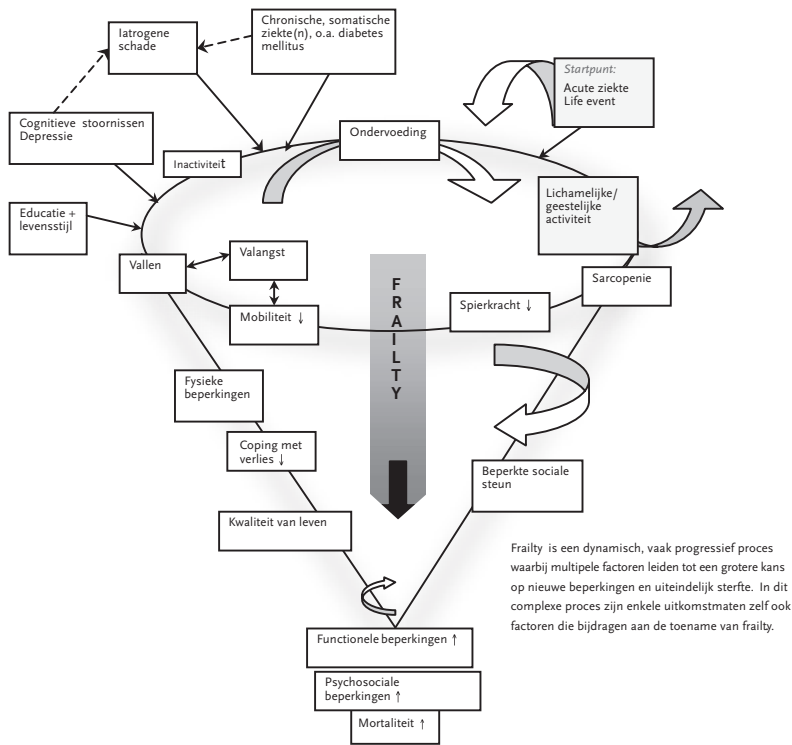 Iatrogene
schade
Chronische, somatische
ziekte(n), o.a. diabetes
mellitus
Startpunt:
Acute ziekte
Life event
Cognitieve stoornissen
Depressie
Ondervoeding
Inactiviteit
Lichamelijke/
geestelijke
activiteit
Educatie +
levensstijl
Vallen
Valangst
Sarcopenie
Mobiliteit ↓
Spierkracht ↓
FRAILTY
Fysieke
beperkingen
Coping met
verlies ↓
Beperkte sociale
steun
Kwaliteit van leven
Frailty is een dynamisch, vaak progressief proces
waarbij multipele factoren leiden tot een grotere kans
op nieuwe beperkingen en uiteindelijk sterfte. In dit
complexe proces zijn enkele uitkomstmaten zelf ook
factoren die bijdragen aan de toename van frailty.
Functionele beperkingen ↑
Psychosociale
beperkingen ↑
Mortaliteit ↑